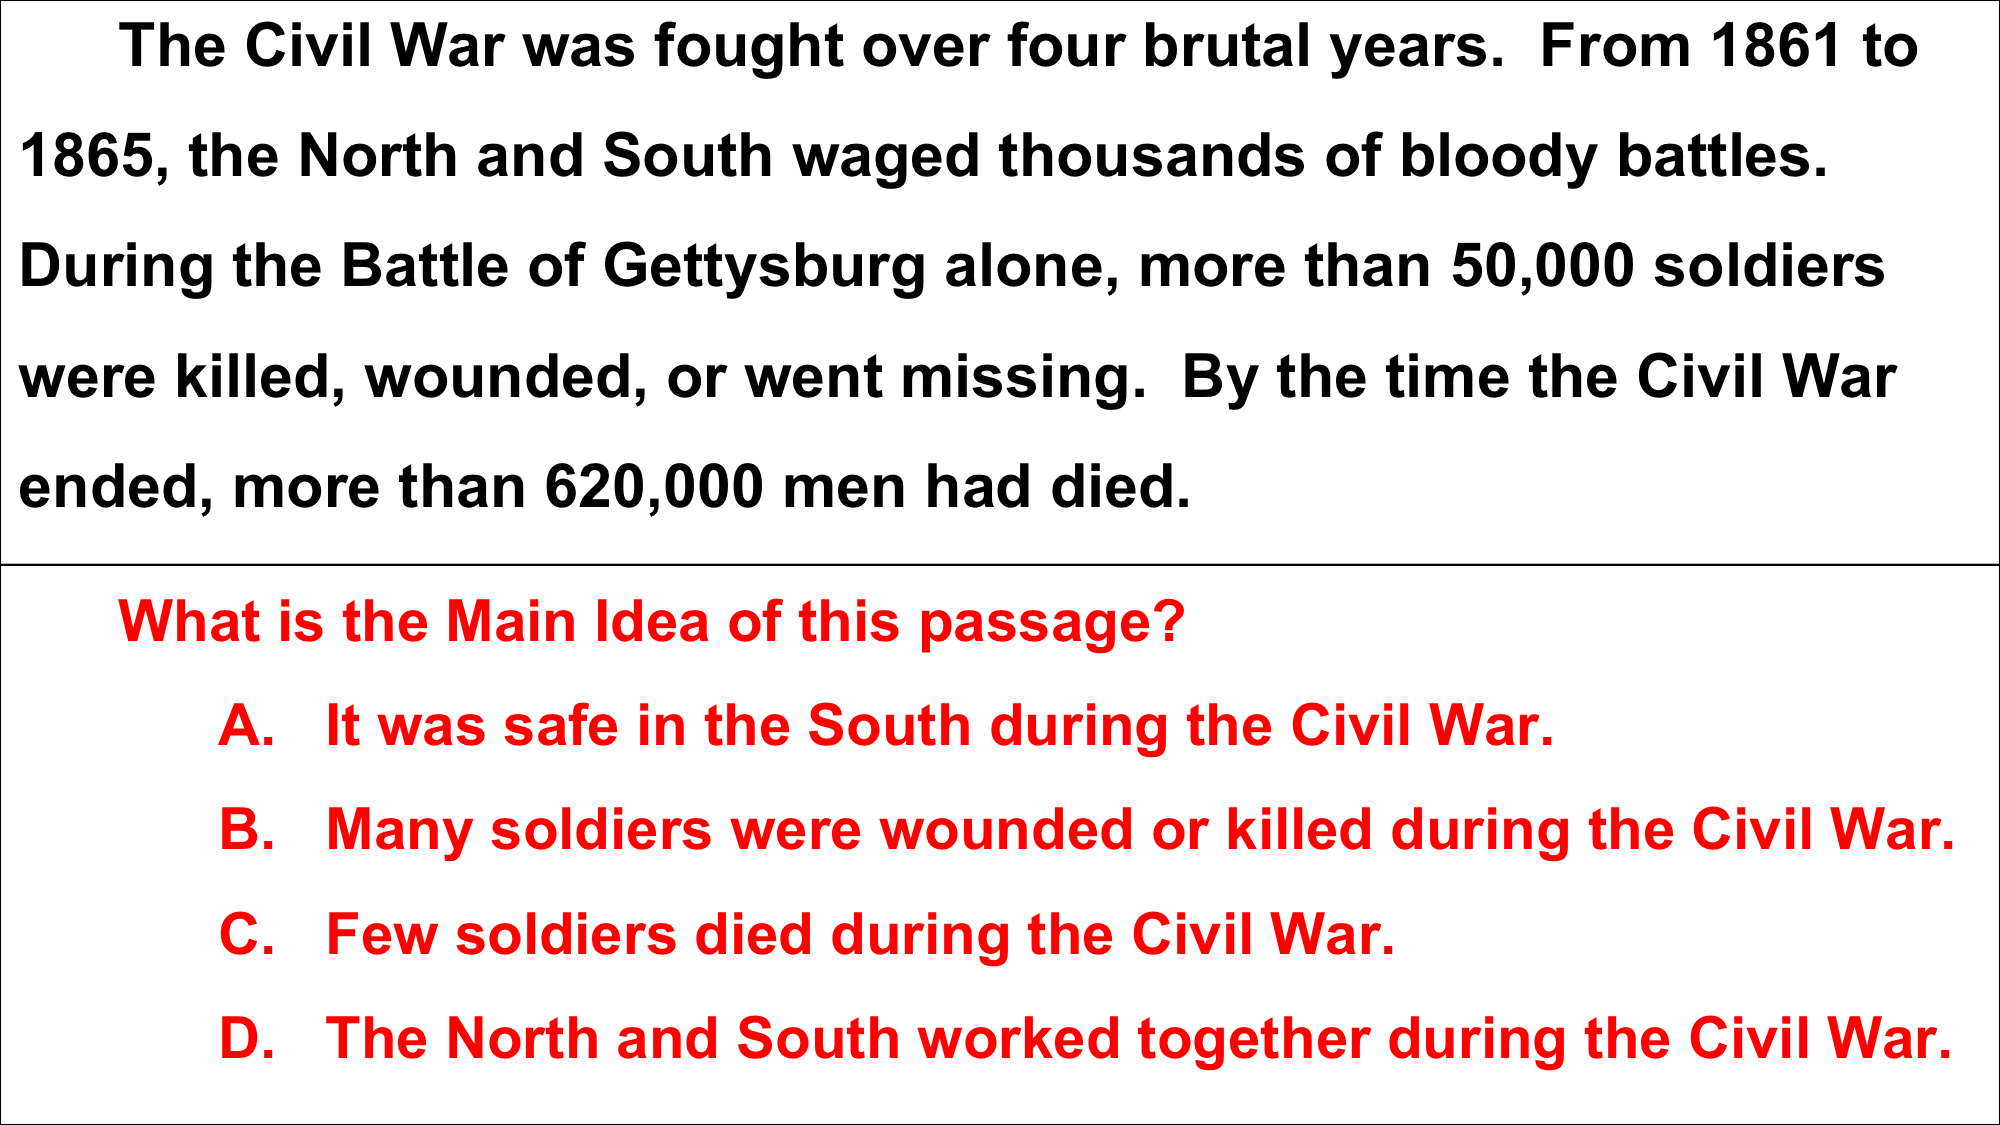 The Civil War was fought over four brutal years.  From 1861 to
1865, the North and South waged thousands of bloody battles.
During the Battle of Gettysburg alone, more than 50,000 soldiers
were killed, wounded, or went missing.  By the time the Civil War
ended, more than 620,000 men had died.
What is the Main Idea of this passage?
A. It was safe in the South during the Civil War.
B. Many soldiers were wounded or killed during the Civil War.
C. Few soldiers died during the Civil War.
D. The North and South worked together during the Civil War.